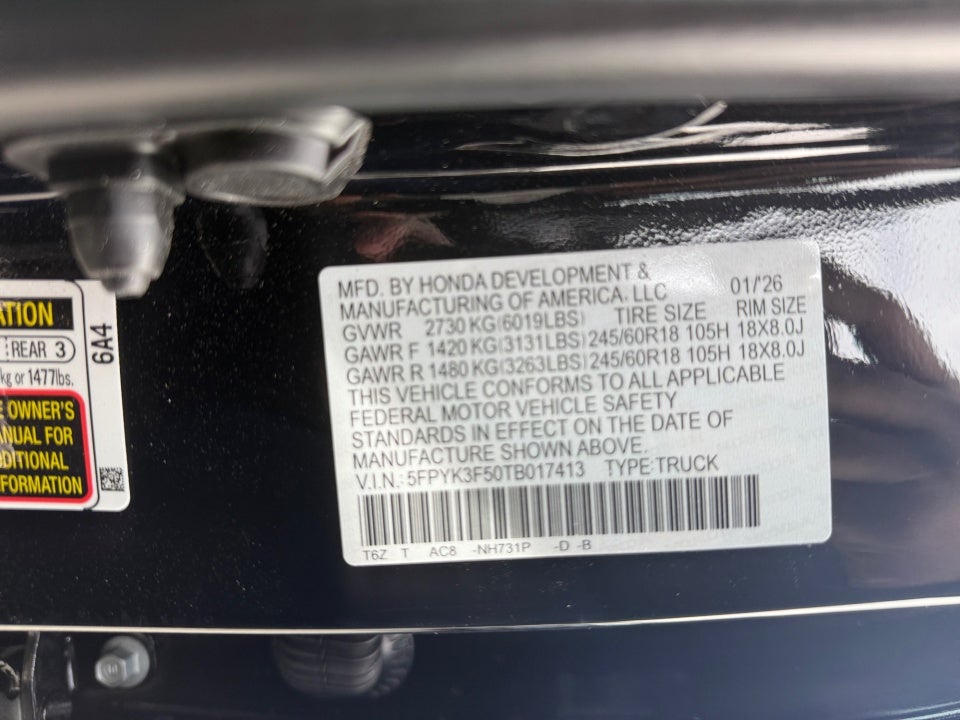 ATION
REAR 3
kg or 1477lbs.
OWNER'S
ANUAL FOR
DITIONAL
FORMATION
6A4
MFD. BY HONDA DEVELOPMENT &
MANUFACTURING OF AMERICA, LLC 01/'26
GVWR 2730 KG(6019LBS) TIRE SIZE RIM SIZE
GAWR F 1420 KG(3131LBS) 245/60R18 105H 18X8.0J
GAWR R 1480 KG(3263LBS) 245/60R18 105H 18X8.0J
THIS VEHICLE CONFORMS TO ALL APPLICABLE
FEDERAL MOTOR VEHICLE SAFETY
STANDARDS IN EFFECT ON THE DATE OF
MANUFACTURE SHOWN ABOVE.
V.I.N.: 5FPYK3F50TB017413 TYPE:TRUCK
T6Z T AC8 -NH731P -D -B